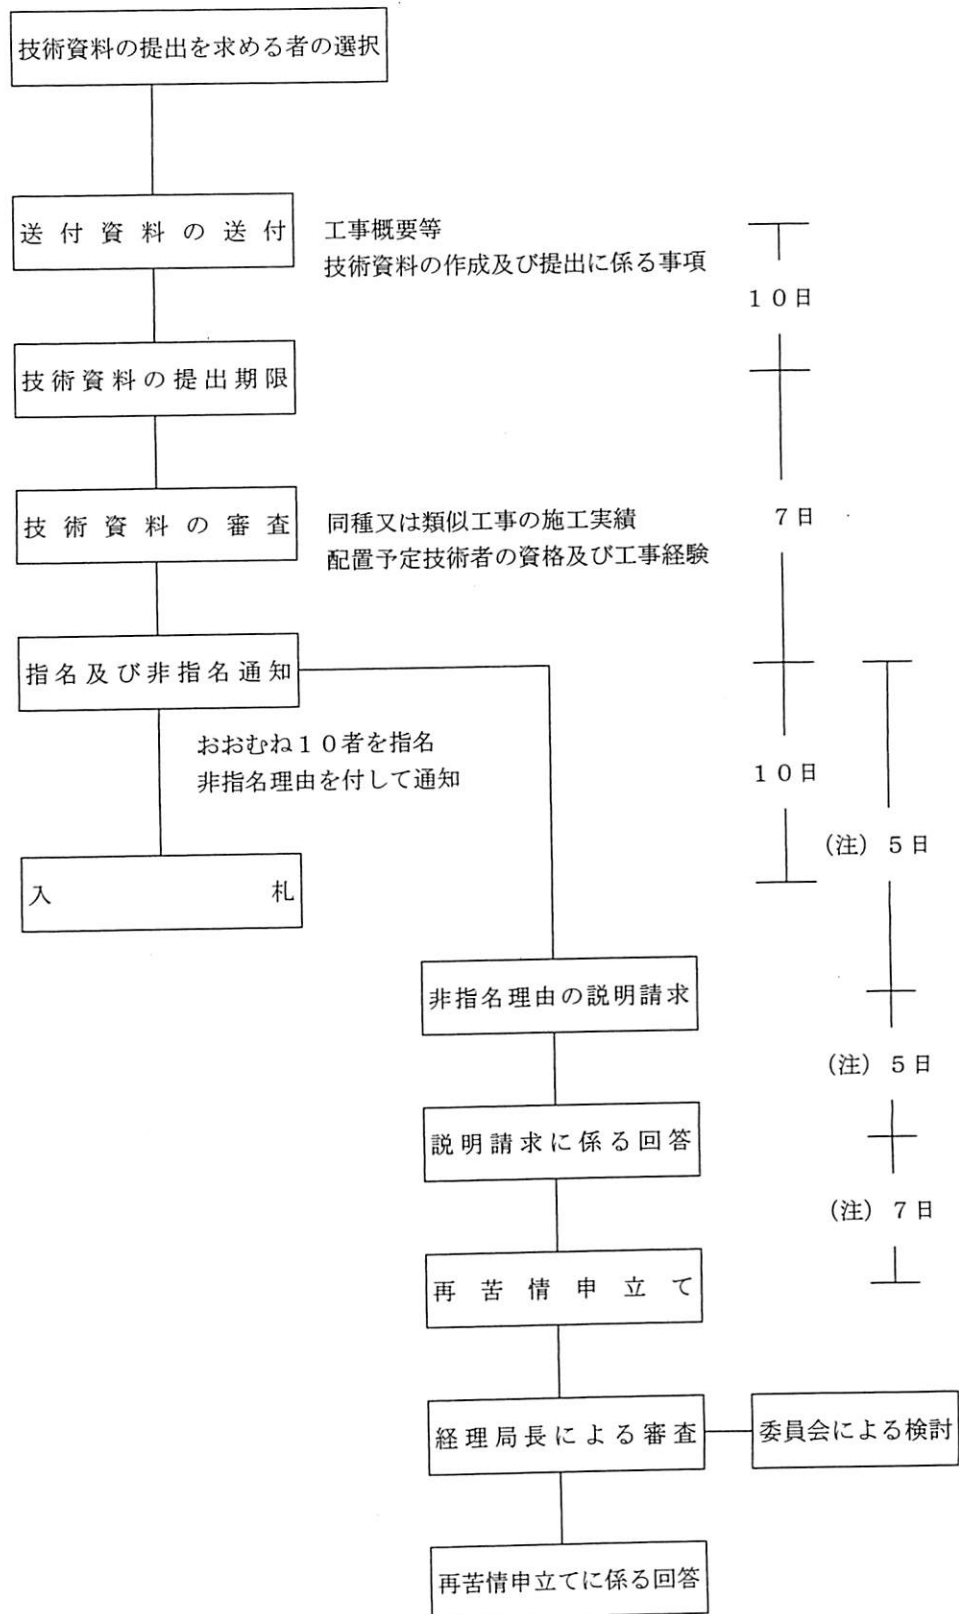 技術資料の提出を求める者の選択
送付資料の送付
工事概要等
技術資料の作成及び提出に係る事項
１０日
技術資料の提出期限
技術資料の審査
同種又は類似工事の施工実績
配置予定技術者の資格及び工事経験
７日
指名及び非指名通知
おおむね１０者を指名
非指名理由を付して通知
１０日
（注）５日
入札
非指名理由の説明請求
（注）５日
説明請求に係る回答
（注）７日
再苦情申立て
経理局長による審査
委員会による検討
再苦情申立てに係る回答